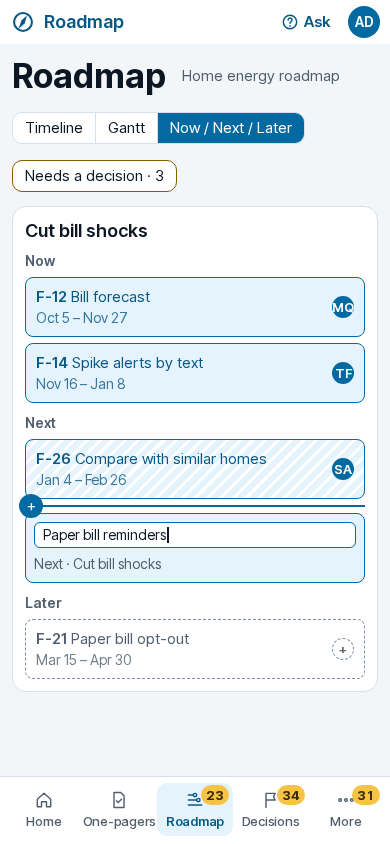 Roadmap
Ask
AD
Roadmap
Home energy roadmap
Timeline
Gantt
Now / Next / Later
Needs a decision · 3
Cut bill shocks
Now
F-12 Bill forecast
Oct 5 – Nov 27
MQ
F-14 Spike alerts by text
Nov 16 – Jan 8
TF
Next
F-26 Compare with similar homes
Jan 4 – Feb 26
SA
+
Paper bill reminders
Next · Cut bill shocks
Later
F-21 Paper bill opt-out
Mar 15 – Apr 30
+
Home
One-pagers
23
Roadmap
34
Decisions
31
More